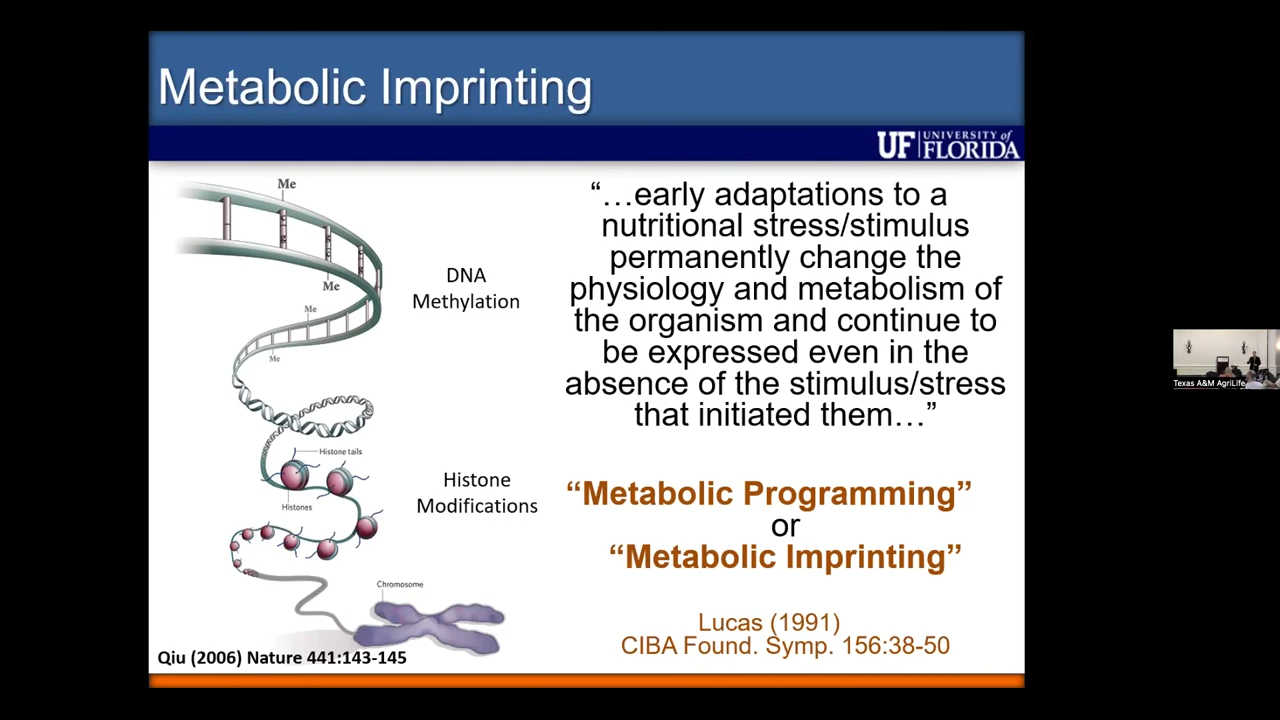 Metabolic Imprinting
UF UNIVERSITY of
FLORIDA
Me
Me
Me
Me
DNA
Methylation
Histone tails
Histones
Histone
Modifications
Chromosome
Qiu (2006) Nature 441:143-145
“…early adaptations to a
nutritional stress/stimulus
permanently change the
physiology and metabolism of
the organism and continue to
be expressed even in the
absence of the stimulus/stress
that initiated them…”
“Metabolic Programming”
or
“Metabolic Imprinting”
Lucas (1991)
CIBA Found. Symp. 156:38-50
Texas A&M AgriLife